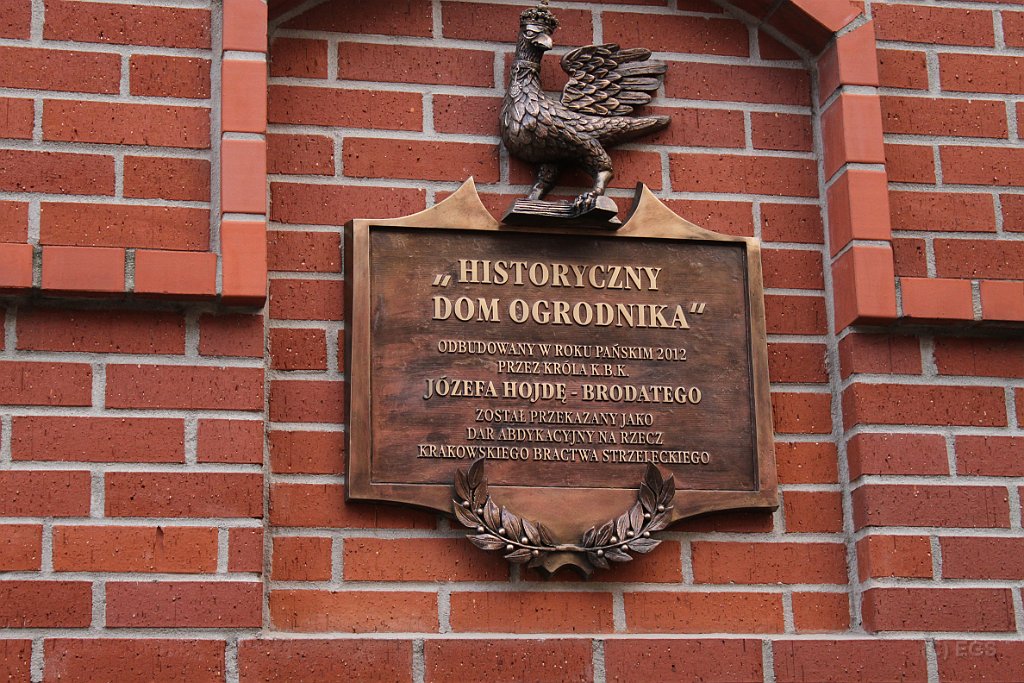 „HISTORYCZNY
DOM OGRODNIKA“
ODBUDOWANY W ROKU PAŃSKIM 2012
PRZEZ KRÓLA K.B.K.
JÓZEFA HOJDĘ - BRODATEGO
ZOSTAŁ PRZEKAZANY JAKO
DAR ABDYKACYJNY NA RZECZ
KRAKOWSKIEGO BRACTWA STRZELECKIEGO
(C) EGS